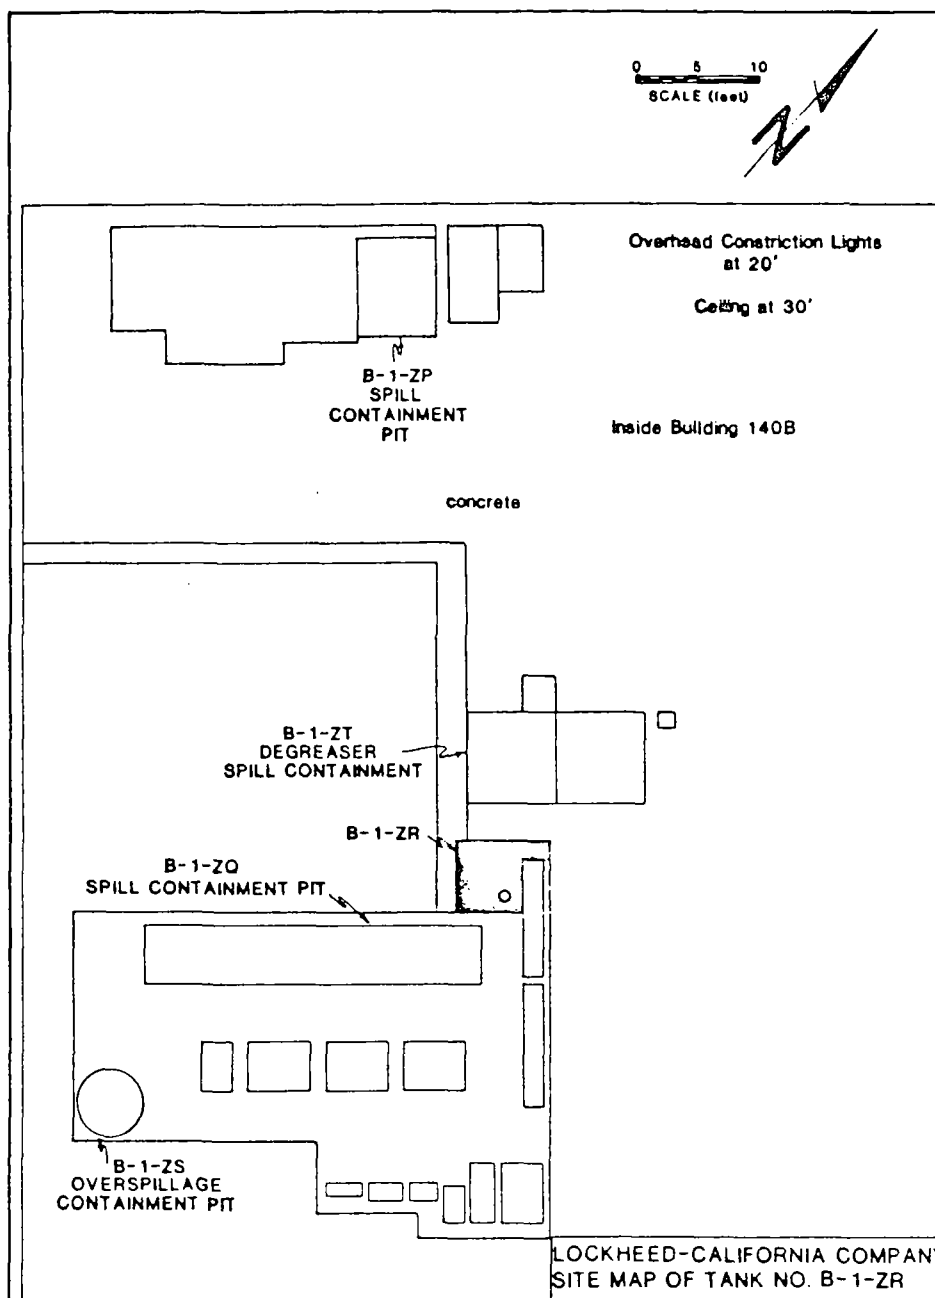 0 5 10
SCALE (feet)
N
Overhead Constriction Lights
at 20'
Ceiling at 30'
B-1-ZP
SPILL
CONTAINMENT
PIT
Inside Building 140B
concrete
B-1-ZT
DEGREASER
SPILL CONTAINMENT
B-1-ZR
B-1-ZQ
SPILL CONTAINMENT PIT
B-1-ZS
OVERSPILLAGE
CONTAINMENT PIT
LOCKHEED-CALIFORNIA COMPANY
SITE MAP OF TANK NO. B-1-ZR